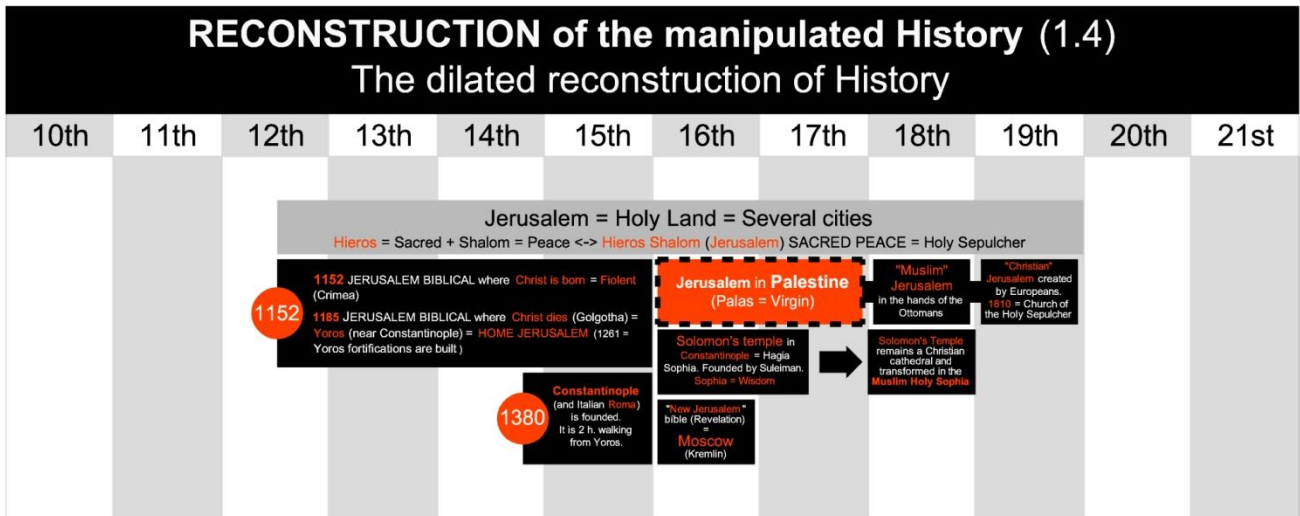 RECONSTRUCTION of the manipulated History (1.4)
The dilated reconstruction of History
10th 11th 12th 13th 14th 15th 16th 17th 18th 19th 20th 21st
Jerusalem = Holy Land = Several cities
Hieros = Sacred + Shalom = Peace <-> Hieros Shalom (Jerusalem) SACRED PEACE = Holy Sepulcher
1152
1152 JERUSALEM BIBLICAL where Christ is born = Fiolent
(Crimea)
1185 JERUSALEM BIBLICAL where Christ dies (Golgotha) =
Yoros (near Constantinople) = HOME JERUSALEM (1261 =
Yoros fortifications are built )
Jerusalem in Palestine
(Palas = Virgin)
"Muslim"
Jerusalem
in the hands of the
Ottomans
"Christian"
Jerusalem created
by Europeans.
1810 = Church of
the Holy Sepulcher
Solomon's temple in
Constantinople = Hagia
Sophia. Founded by Suleiman.
Sophia = Wisdom
Solomon's Temple
remains a Christian
cathedral and
transformed in the
Muslim Holy Sophia
1380
Constantinople
(and Italian Roma)
is founded.
It is 2 h. walking
from Yoros.
"New Jerusalem"
bible (Revelation)
=
Moscow
(Kremlin)